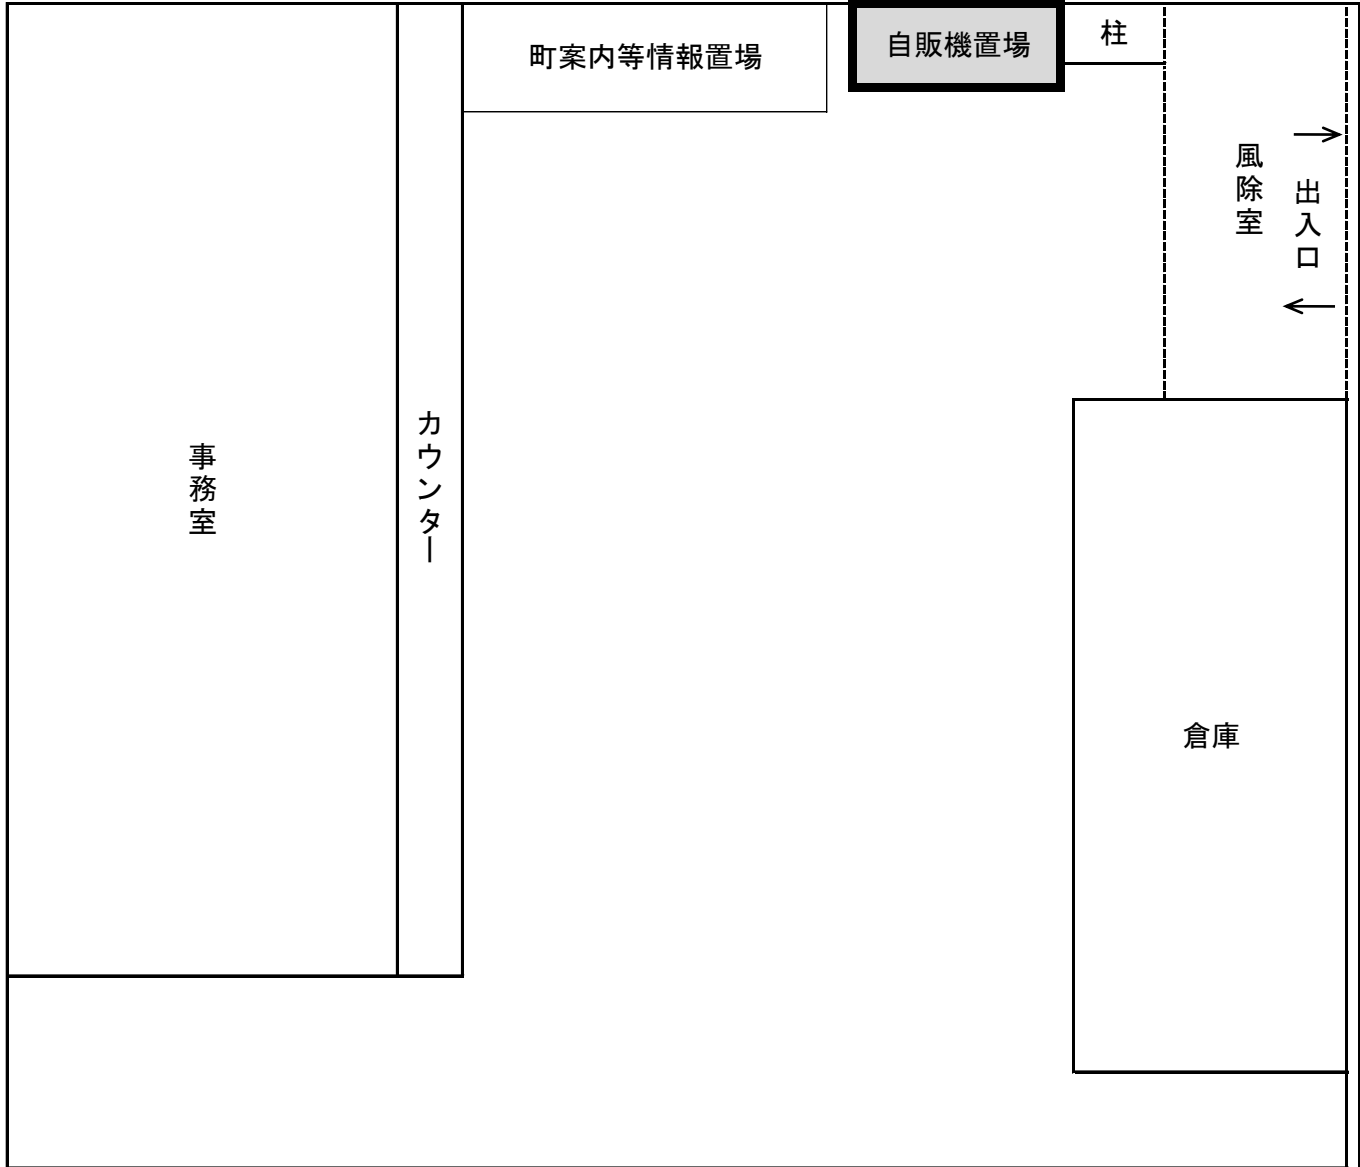 町案内等情報置場
自販機置場
柱
風除室
出入口
事務室
カウンター
倉庫